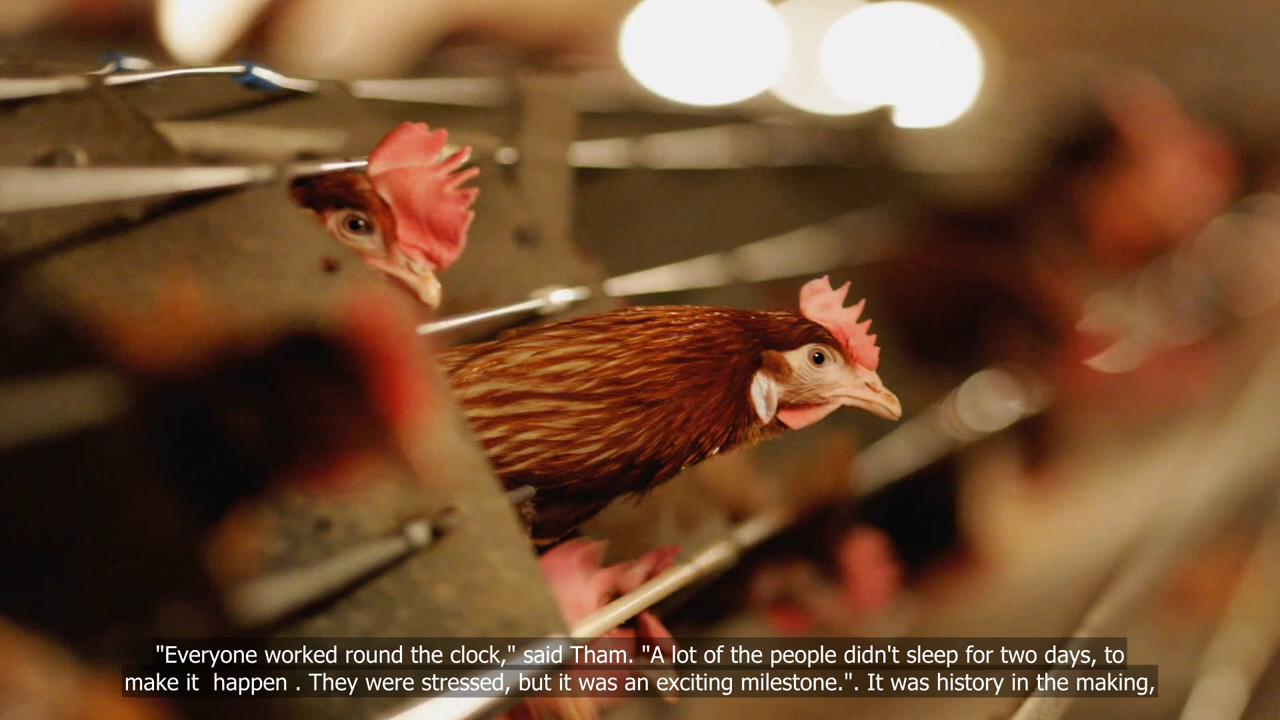 "Everyone worked round the clock," said Tham. "A lot of the people didn't sleep for two days, to
make it  happen . They were stressed, but it was an exciting milestone.". It was history in the making,